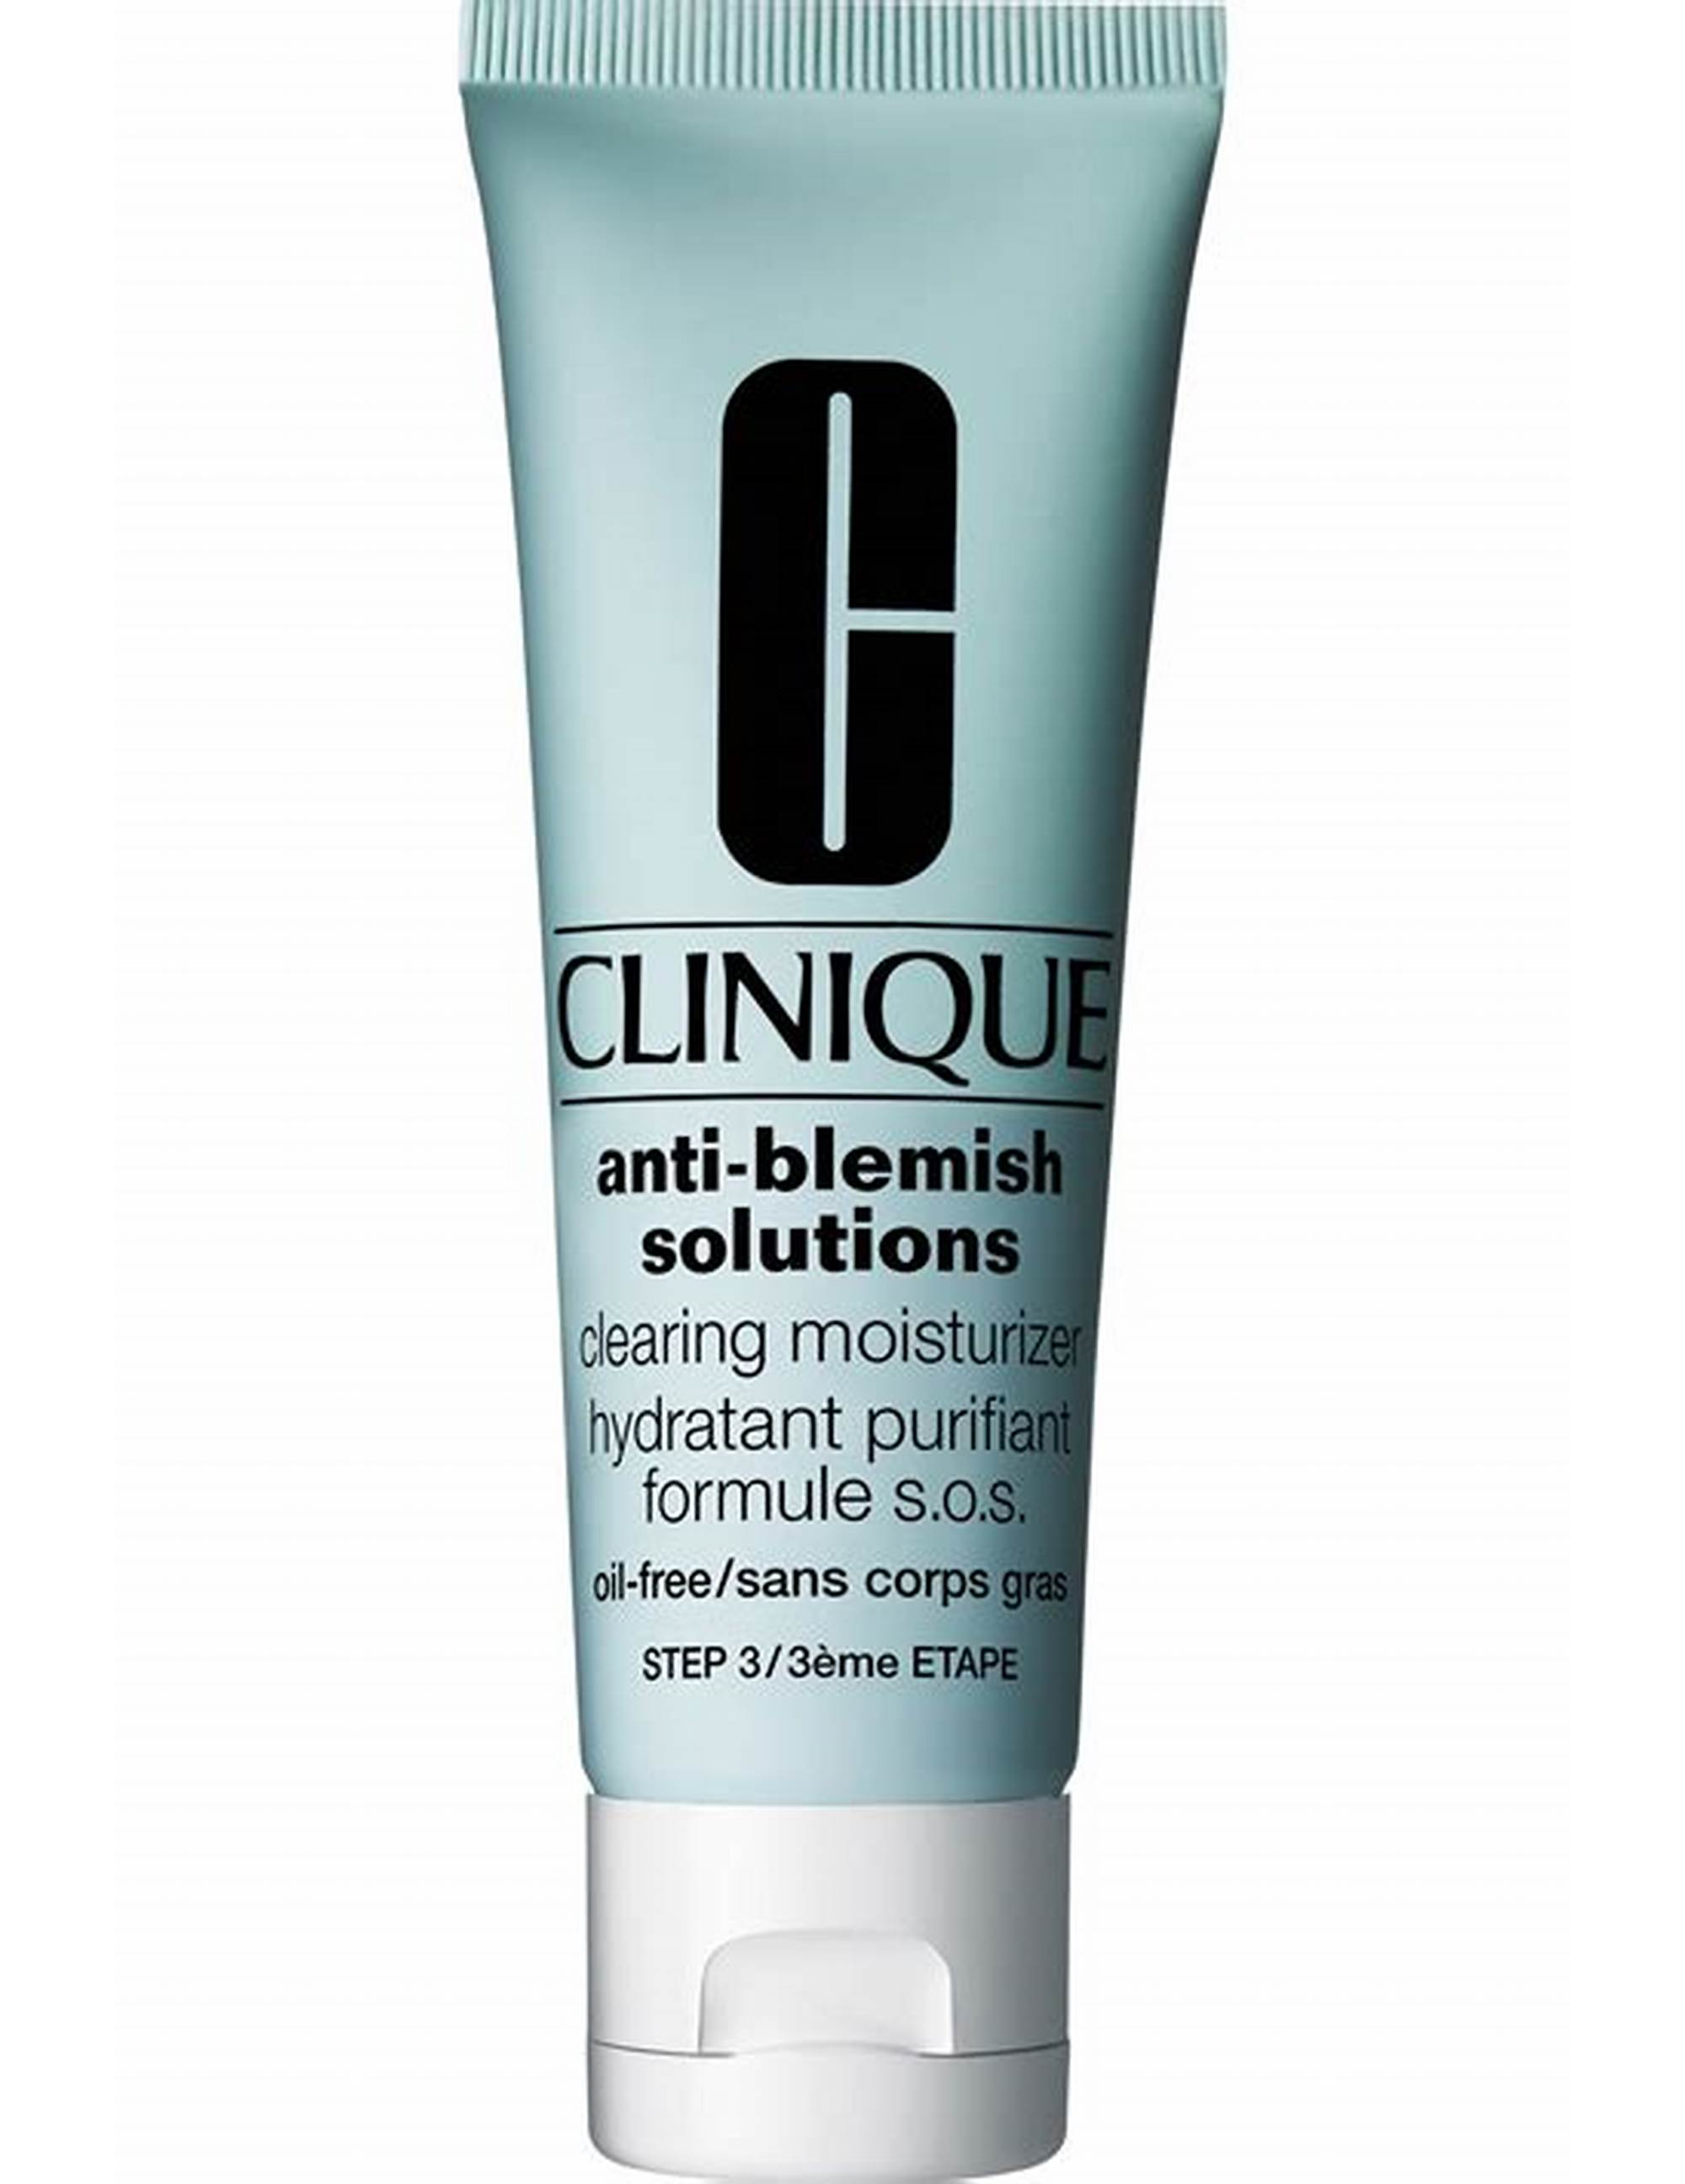 C
CLINIQUE
anti-blemish
solutions
clearing moisturizer
hydratant purifiant
formule s.o.s.
oil-free/sans corps gras
STEP 3/3ème ETAPE